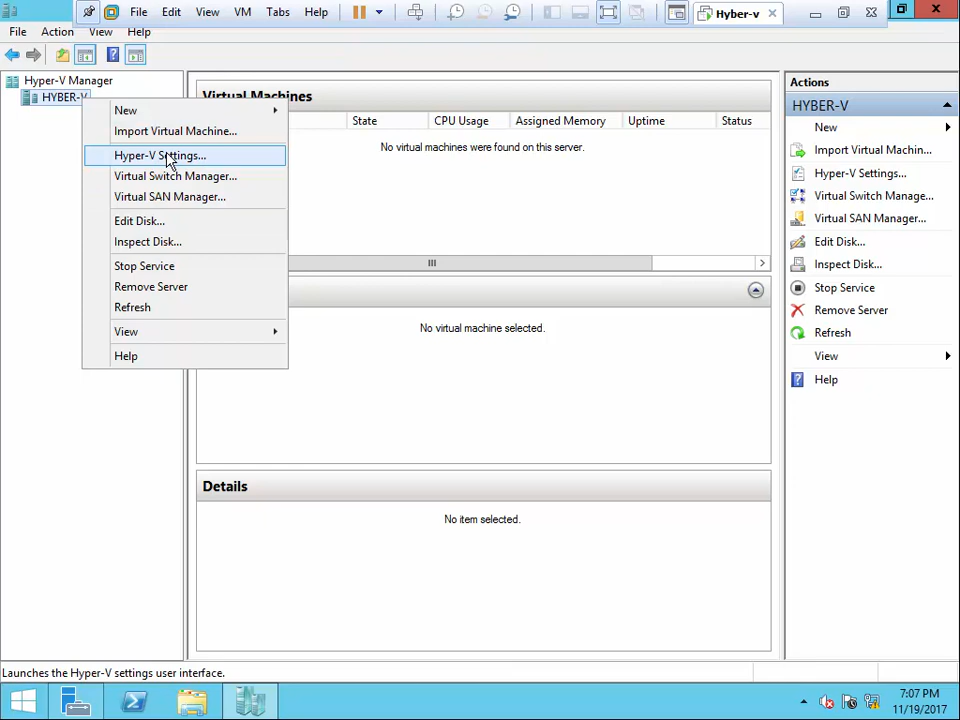 File Edit View VM Tabs Help Hyber-v
File Action View Help
Hyper-V Manager
HYBER-V
New
Import Virtual Machine...
Hyper-V Settings...
Virtual Switch Manager...
Virtual SAN Manager...
Edit Disk...
Inspect Disk...
Stop Service
Remove Server
Refresh
View
Help
Virtual Machines
State CPU Usage Assigned Memory Uptime Status
No virtual machines were found on this server.
No virtual machine selected.
Details
No item selected.
Actions
HYBER-V
New
Import Virtual Machin...
Hyper-V Settings...
Virtual Switch Manage...
Virtual SAN Manager...
Edit Disk...
Inspect Disk...
Stop Service
Remove Server
Refresh
View
Help
Launches the Hyper-V settings user interface.
7:07 PM
11/19/2017